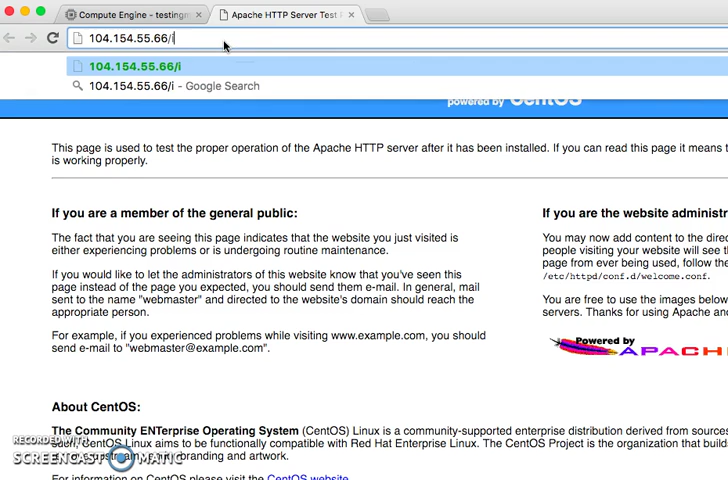 Compute Engine - testingm
Apache HTTP Server Test P
104.154.55.66/i
104.154.55.66/i
104.154.55.66/i - Google Search
powered by CentOS
This page is used to test the proper operation of the Apache HTTP server after it has been installed. If you can read this page it means t
is working properly.
If you are a member of the general public:
The fact that you are seeing this page indicates that the website you just visited is
either experiencing problems or is undergoing routine maintenance.
If you would like to let the administrators of this website know that you've seen this
page instead of the page you expected, you should send them e-mail. In general, mail
sent to the name "webmaster" and directed to the website's domain should reach the
appropriate person.
For example, if you experienced problems while visiting www.example.com, you should
send e-mail to "webmaster@example.com".
If you are the website administra
You may now add content to the direc
people visiting your website will see th
page from ever being used, follow the
/etc/httpd/conf.d/welcome.conf.
You are free to use the images below
servers. Thanks for using Apache and
Powered by
APACH
About CentOS:
The Community ENTerprise Operating System (CentOS) Linux is a community-supported enterprise distribution derived from sources
such, CentOS Linux aims to be functionally compatible with Red Hat Enterprise Linux. The CentOS Project is the organization that build
branding and artwork.
For information on CentOS please visit the CentOS website.
RECORDED WITH
SCREENCAST MATIC